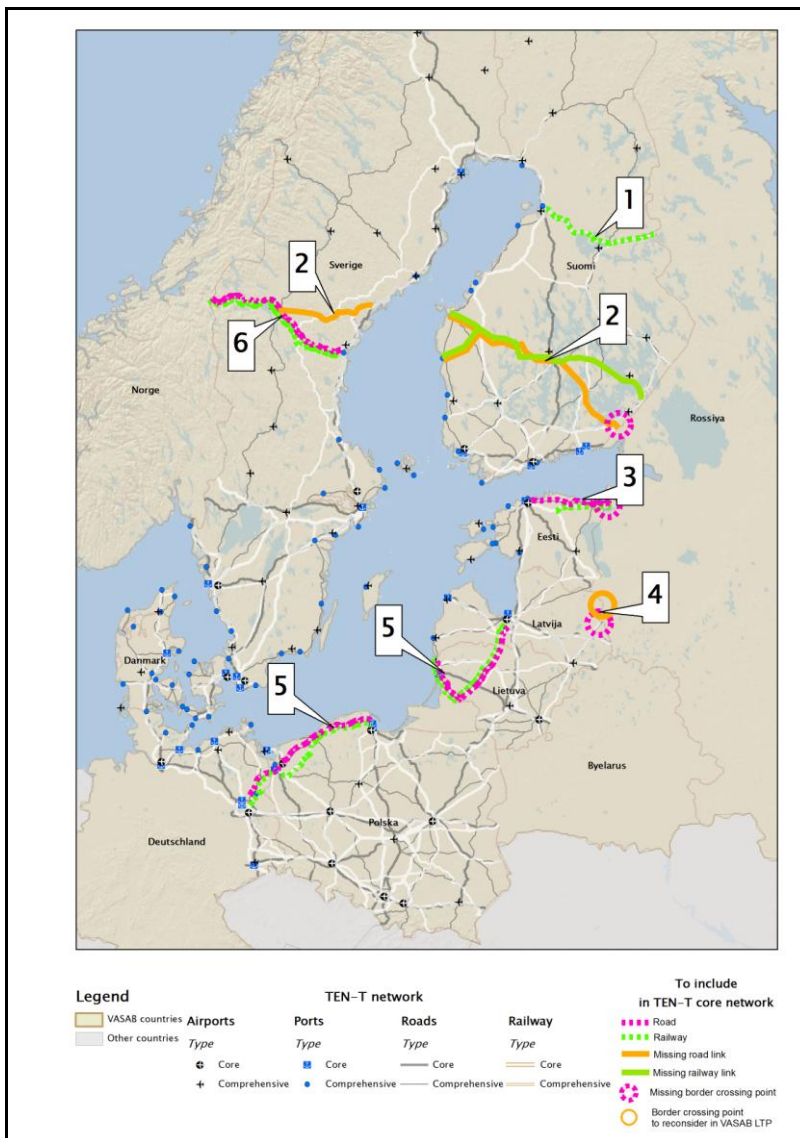 1
Sverige
2
Suomi
2
6
Norge
Rossiya
3
Eesti
4
Latvija
5
Danmark
Lietuva
5
Byelarus
Polska
Deutschland
Legend
VASAB countries
Other countries
TEN-T network
Airports
Type
Core
Comprehensive
Ports
Type
Core
Comprehensive
Roads
Type
Core
Comprehensive
Railway
Type
Core
Comprehensive
To include
in TEN-T core network
Road
Railway
Missing road link
Missing railway link
Missing border crossing point
Border crossing point
to reconsider in VASAB LTP